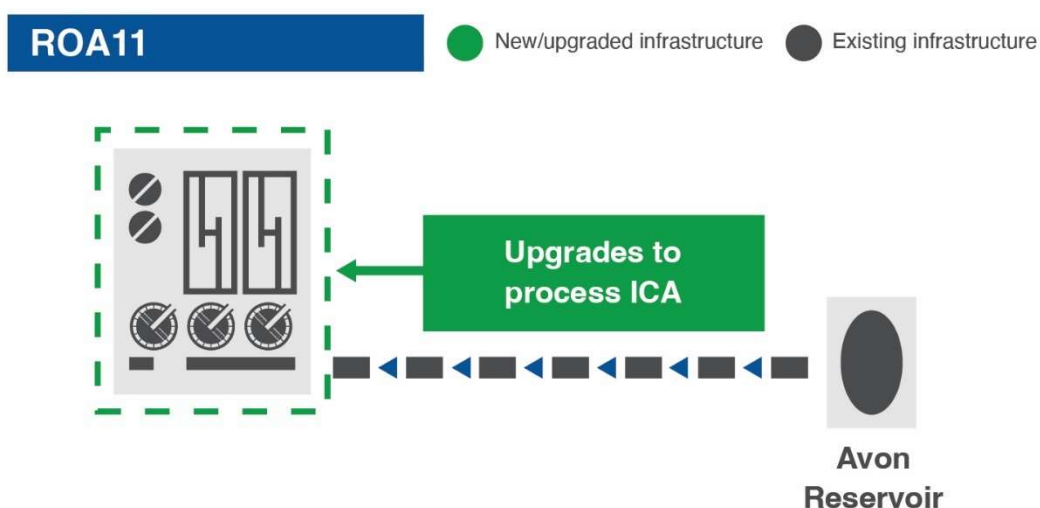 ROA11
New/upgraded infrastructure
Existing infrastructure
Upgrades to
process ICA
Avon
Reservoir